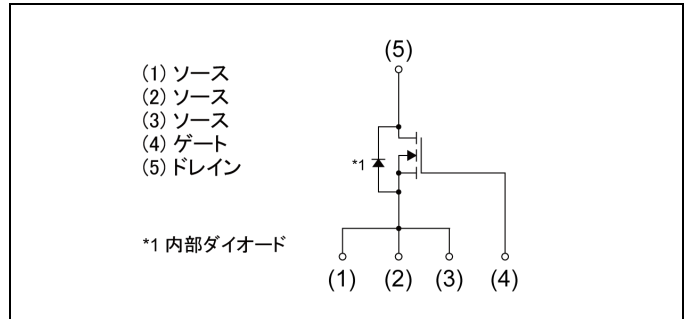 (1) ソース
(2) ソース
(3) ソース
(4) ゲート
(5) ドレイン
*1 内部ダイオード
(5)
*1
(1) (2) (3) (4)